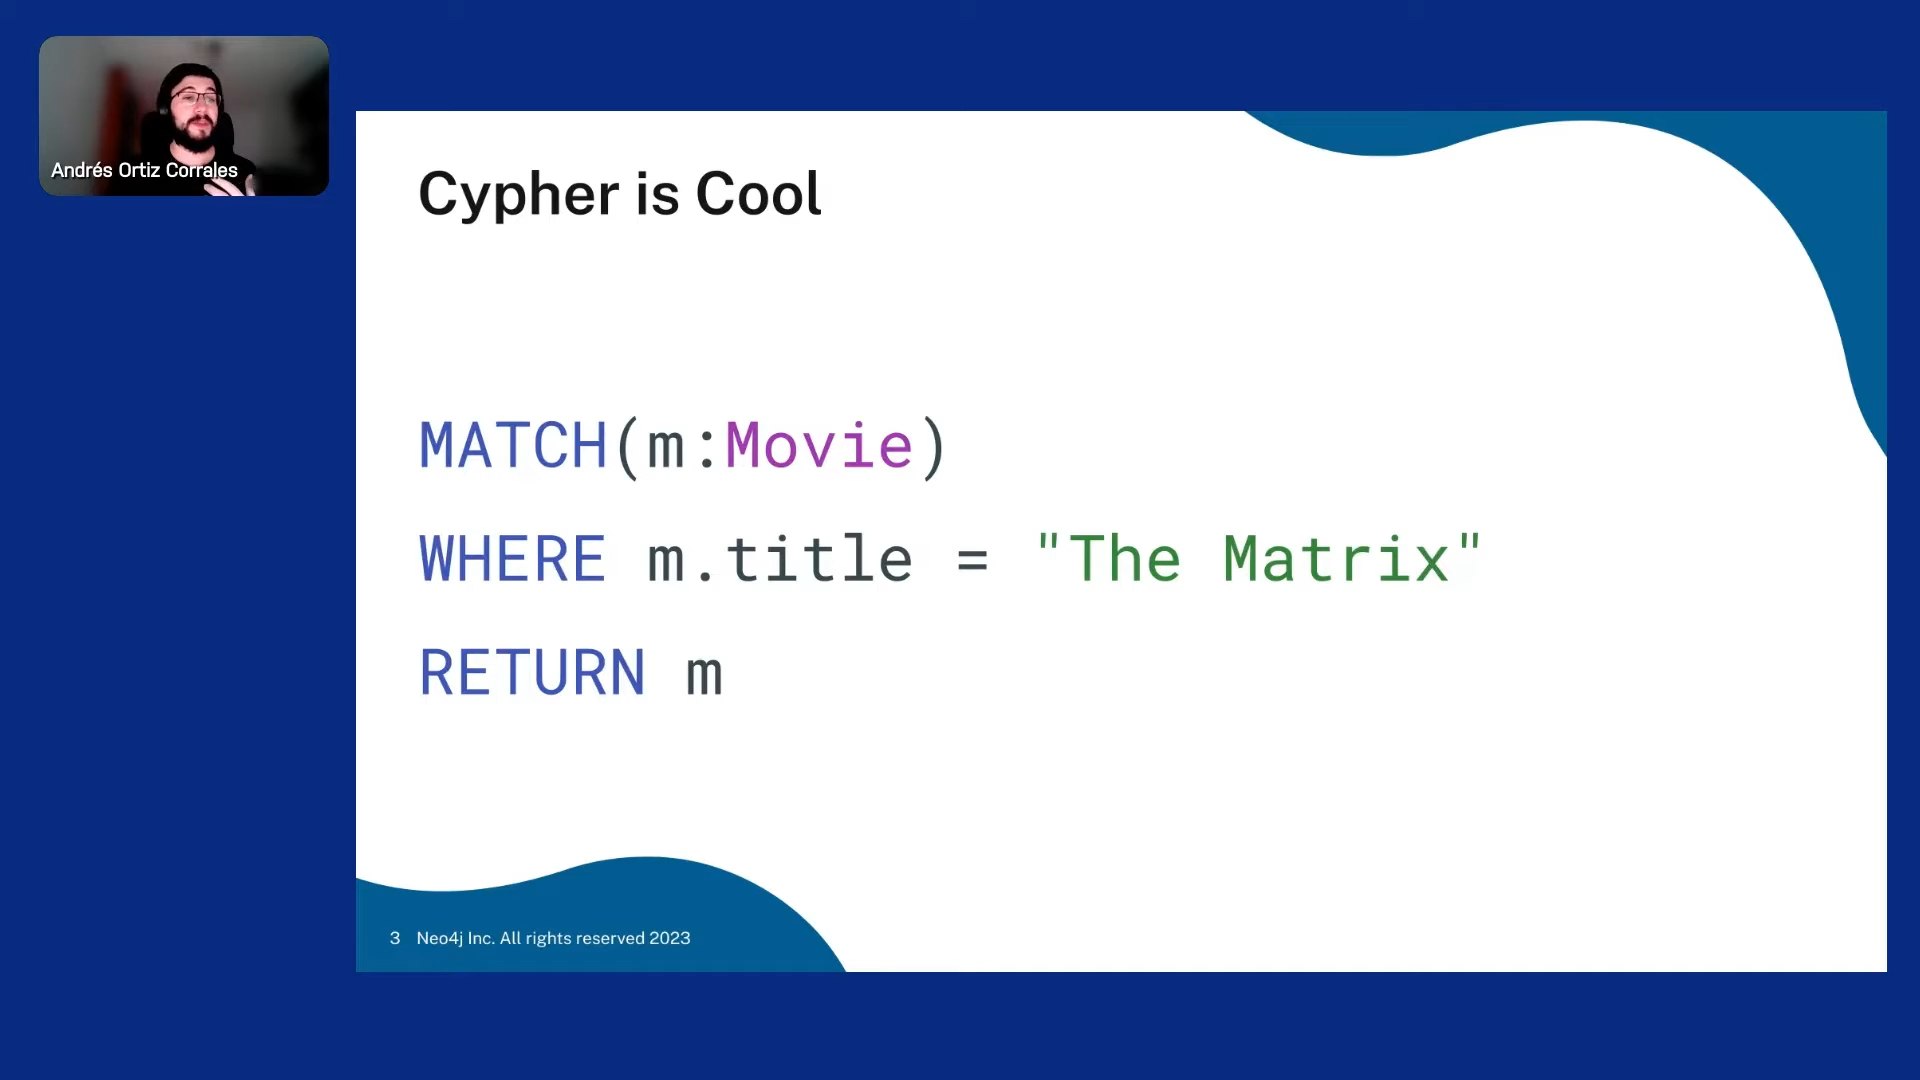 Andrés Ortiz Corrales
Cypher is Cool
MATCH(m:Movie)
WHERE m.title = "The Matrix"
RETURN m
3 Neo4j Inc. All rights reserved 2023